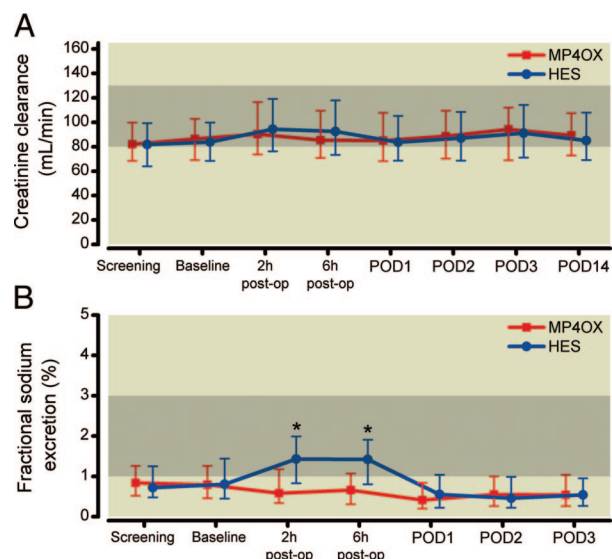 A
Creatinine clearance
(mL/min)
160
140
120
100
80
60
40
20
0
MP4OX
HES
Screening Baseline 2h post-op 6h post-op POD1 POD2 POD3 POD14
B
Fractional sodium
excretion (%)
5
4
3
2
1
0
MP4OX
HES
* *
Screening Baseline 2h post-op 6h post-op POD1 POD2 POD3